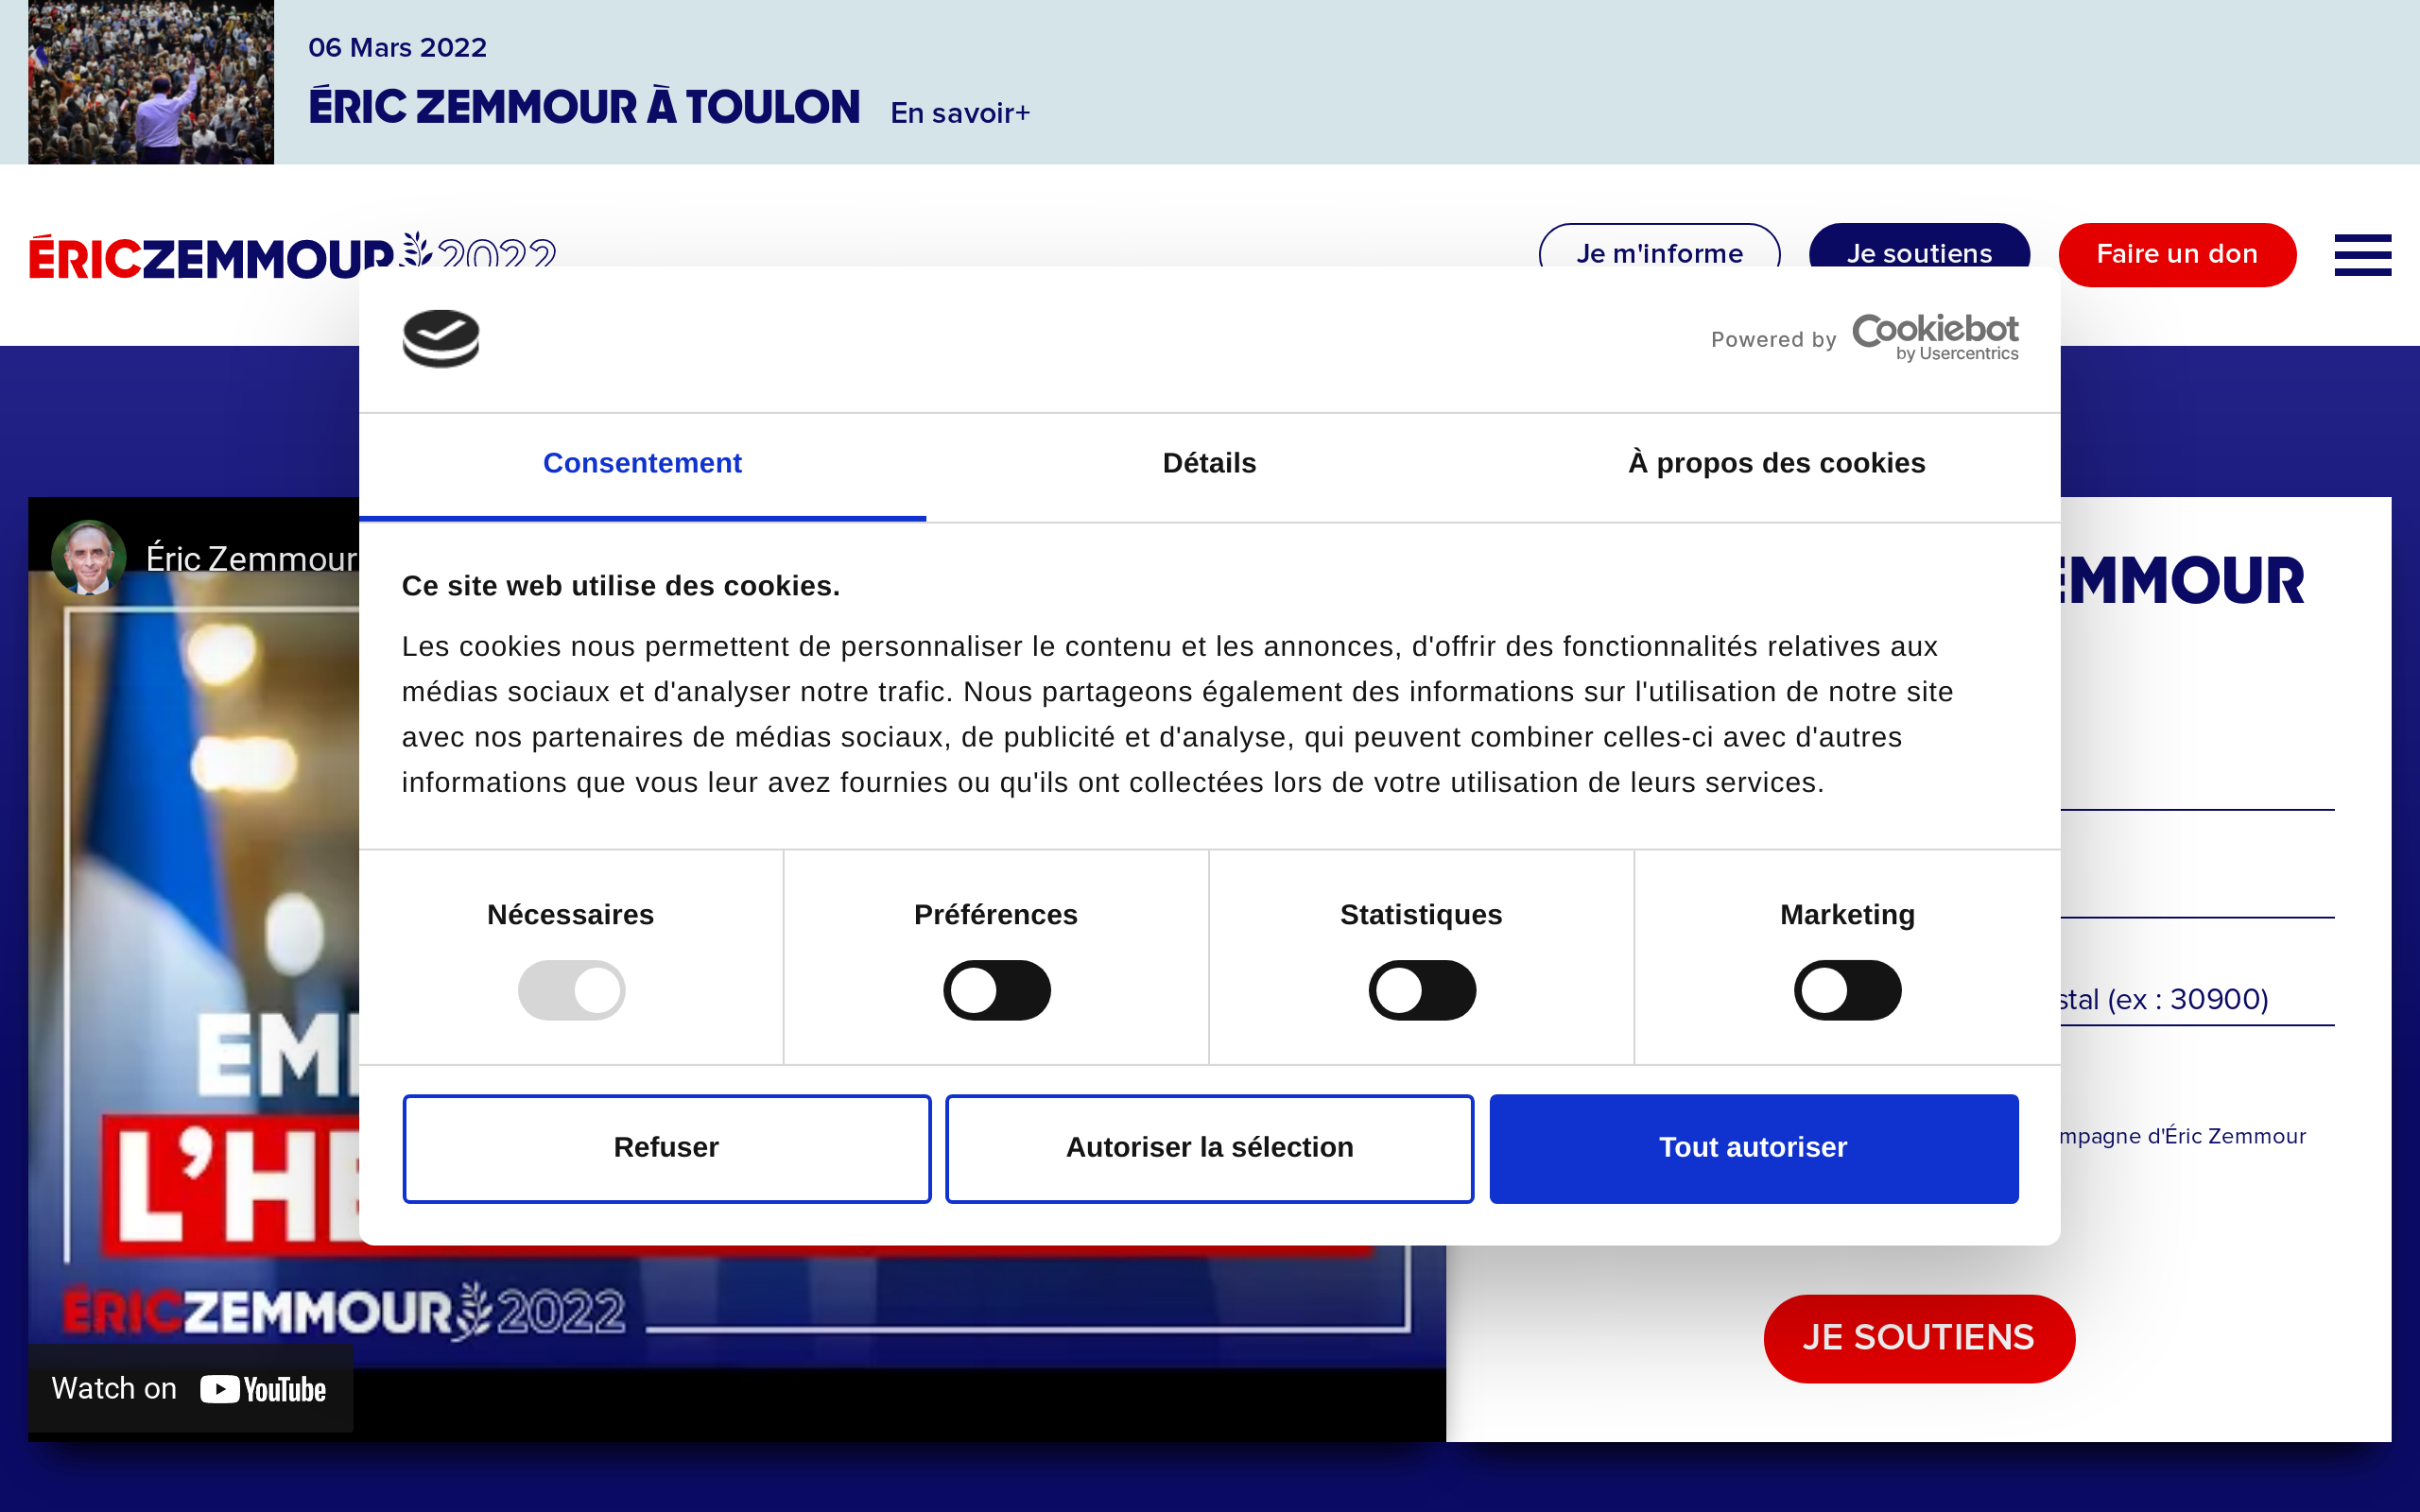 06 Mars 2022
ÉRIC ZEMMOUR À TOULON En savoir+
ÉRICZEMMOUR 2022
Je m'informe
Je soutiens
Faire un don
Powered by Cookiebot
by Usercentrics
Consentement
Détails
À propos des cookies
Éric Zemmour
Ce site web utilise des cookies.
Les cookies nous permettent de personnaliser le contenu et les annonces, d'offrir des fonctionnalités relatives aux
médias sociaux et d'analyser notre trafic. Nous partageons également des informations sur l'utilisation de notre site
avec nos partenaires de médias sociaux, de publicité et d'analyse, qui peuvent combiner celles-ci avec d'autres
informations que vous leur avez fournies ou qu'ils ont collectées lors de votre utilisation de leurs services.
Nécessaires
Préférences
Statistiques
Marketing
(ex : 30900)
Refuser
Autoriser la sélection
Tout autoriser
d'Éric Zemmour
ÉRICZEMMOUR 2022
JE SOUTIENS
Watch on YouTube